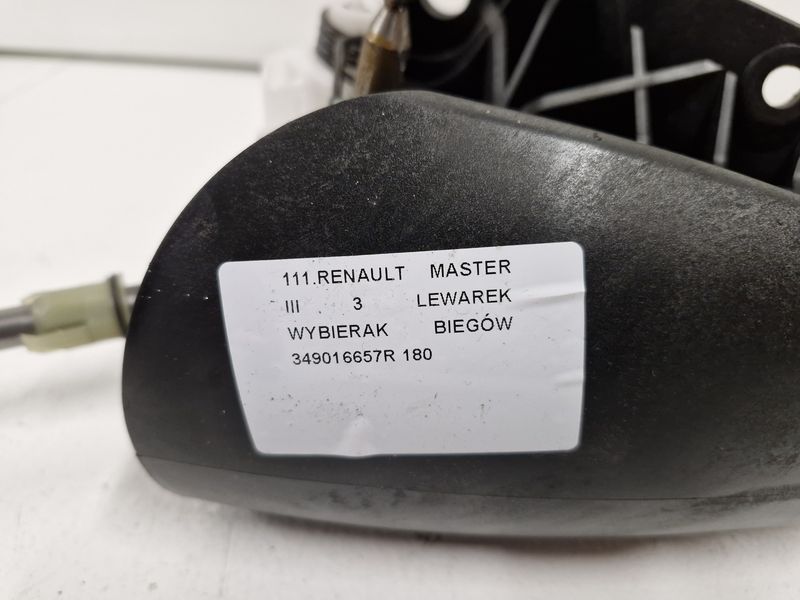 111.RENAULT MASTER
III 3 LEWAREK
WYBIERAK BIEGÓW
349016657R 180